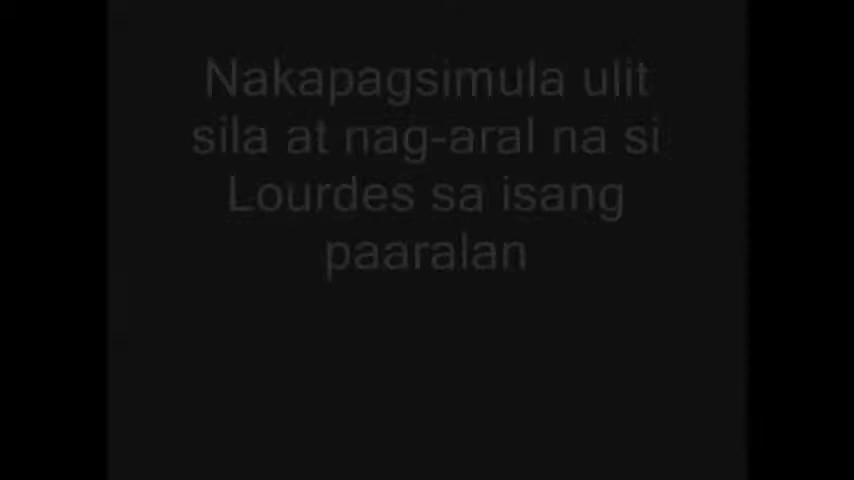 Nakapagsimula ulit
sila at nag-aral na si
Lourdes sa isang
paaralan